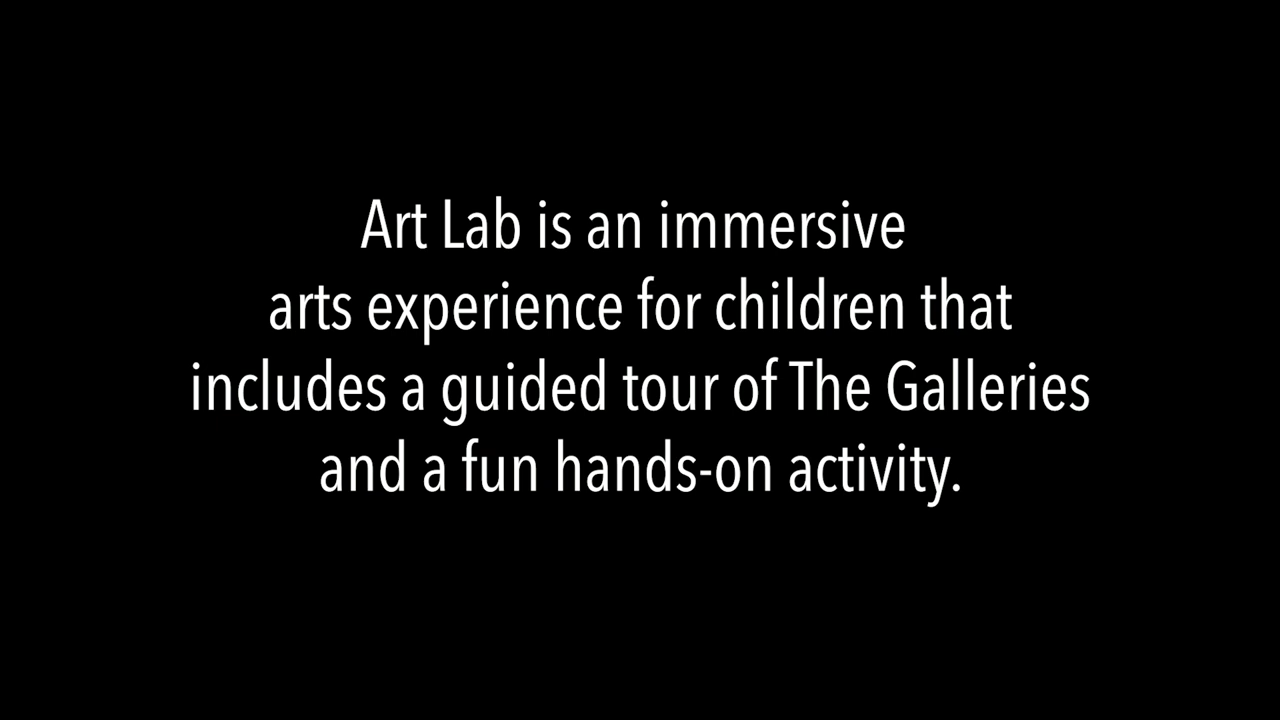 Art Lab is an immersive
arts experience for children that
includes a guided tour of The Galleries
and a fun hands-on activity.